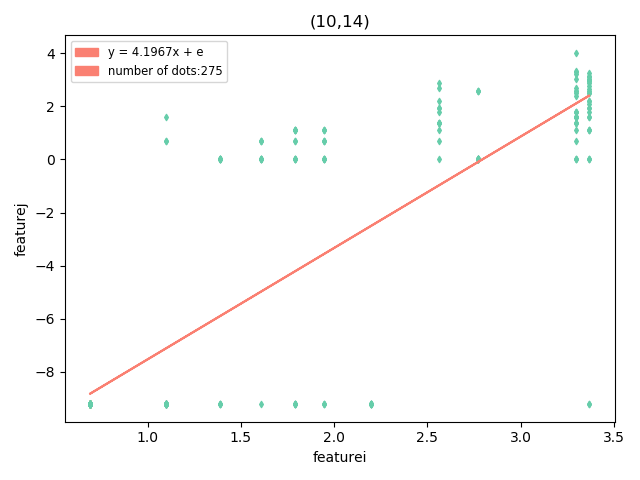 (10,14)
y = 4.1967x + e
number of dots:275
4
2
0
−2
−4
−6
−8
featurej
1.0 1.5 2.0 2.5 3.0 3.5
featurei